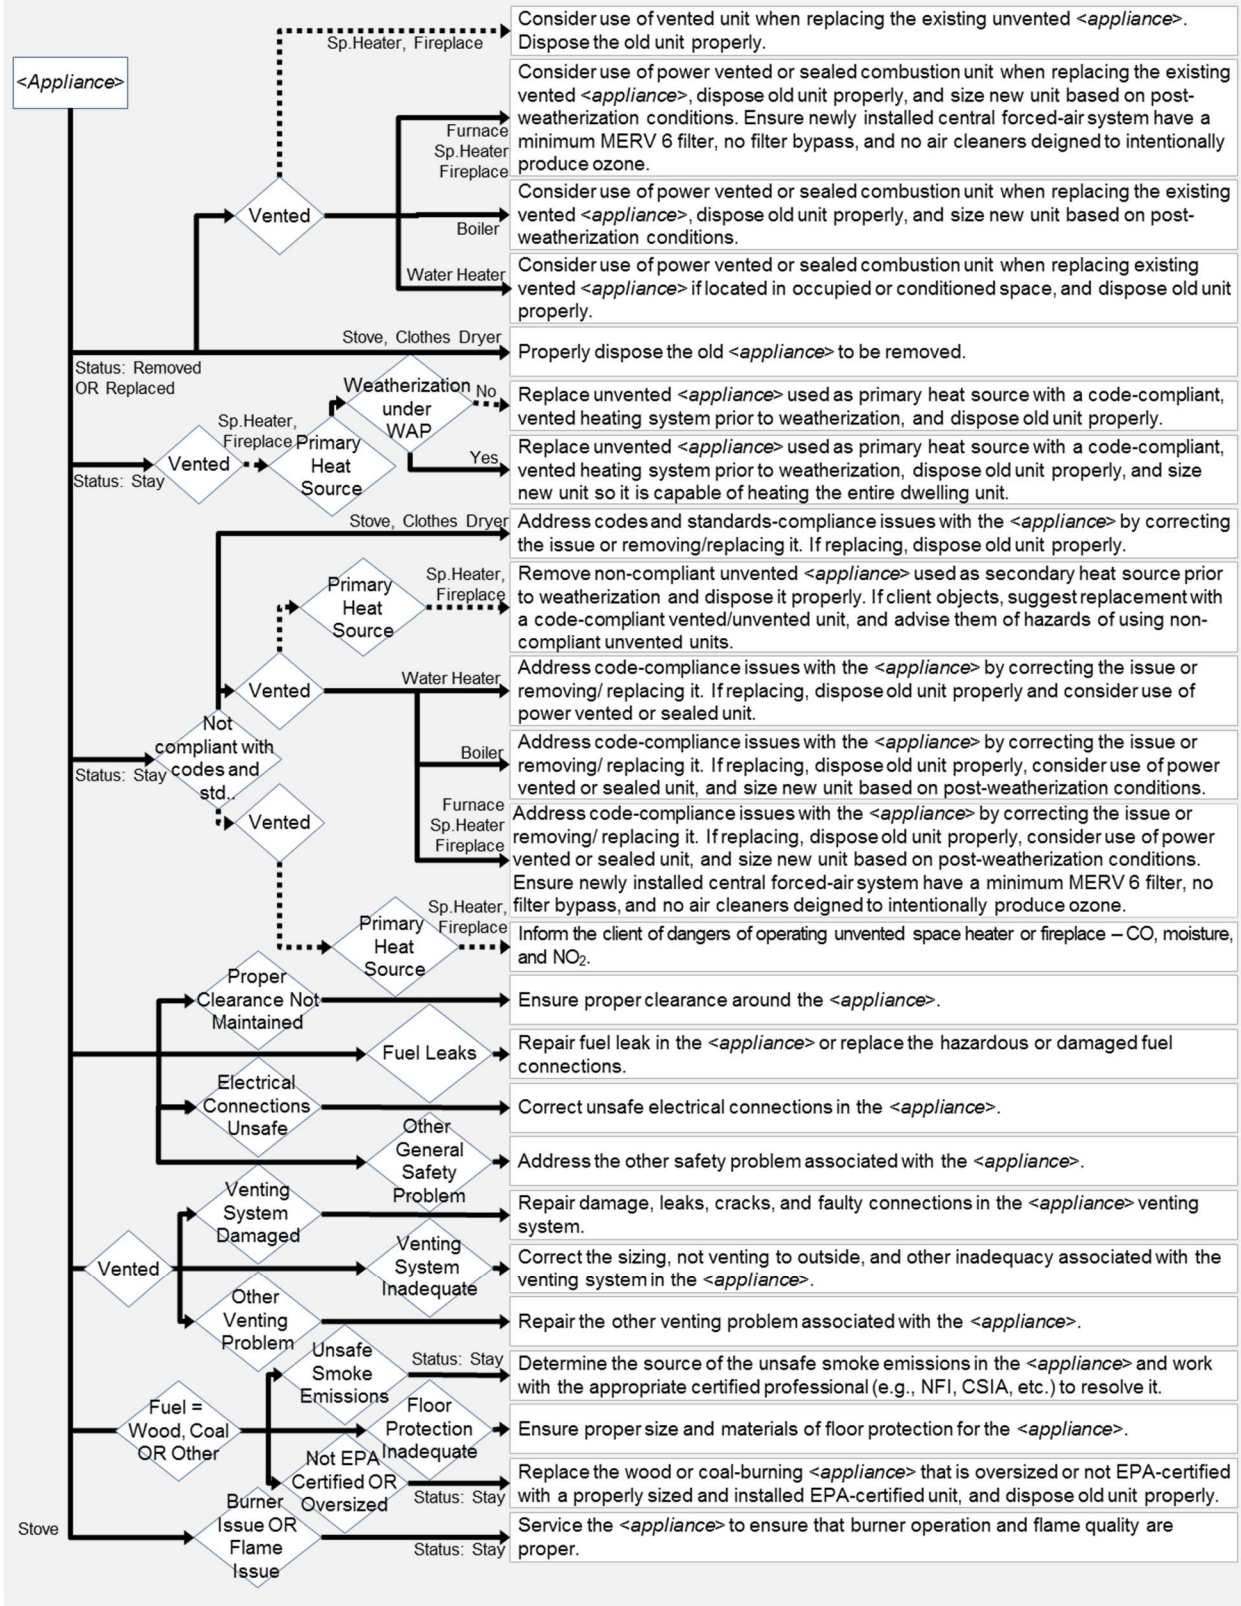 Sp.Heater, Fireplace
Consider use of vented unit when replacing the existing unvented <appliance>.
Dispose the old unit properly.
<Appliance>
Furnace
Sp.Heater
Fireplace
Consider use of power vented or sealed combustion unit when replacing the existing
vented <appliance>, dispose old unit properly, and size new unit based on post-
weatherization conditions. Ensure newly installed central forced-air system have a
minimum MERV 6 filter, no filter bypass, and no air cleaners deigned to intentionally
produce ozone.
Vented
Boiler
Consider use of power vented or sealed combustion unit when replacing the existing
vented <appliance>, dispose old unit properly, and size new unit based on post-
weatherization conditions.
Water Heater
Consider use of power vented or sealed combustion unit when replacing existing
vented <appliance> if located in occupied or conditioned space, and dispose old unit
properly.
Stove, Clothes Dryer
Properly dispose the old <appliance> to be removed.
Status: Removed
OR Replaced
Weatherization
under
WAP
No
Replace unvented <appliance> used as primary heat source with a code-compliant,
vented heating system prior to weatherization, and dispose old unit properly.
Sp.Heater,
Fireplace
Vented
Primary
Heat
Source
Status: Stay
Yes
Replace unvented <appliance> used as primary heat source with a code-compliant,
vented heating system prior to weatherization, dispose old unit properly, and size
new unit so it is capable of heating the entire dwelling unit.
Stove, Clothes Dryer
Address codes and standards-compliance issues with the <appliance> by correcting
the issue or removing/replacing it. If replacing, dispose old unit properly.
Primary
Heat
Source
Sp.Heater,
Fireplace
Remove non-compliant unvented <appliance> used as secondary heat source prior
to weatherization and dispose it properly. If client objects, suggest replacement with
a code-compliant vented/unvented unit, and advise them of hazards of using non-
compliant unvented units.
Vented
Water Heater
Address code-compliance issues with the <appliance> by correcting the issue or
removing/ replacing it. If replacing, dispose old unit properly and consider use of
power vented or sealed unit.
Not
compliant with
codes and
std..
Status: Stay
Boiler
Address code-compliance issues with the <appliance> by correcting the issue or
removing/ replacing it. If replacing, dispose old unit properly, consider use of power
vented or sealed unit, and size new unit based on post-weatherization conditions.
Vented
Furnace
Sp.Heater
Fireplace
Address code-compliance issues with the <appliance> by correcting the issue or
removing/ replacing it. If replacing, dispose old unit properly, consider use of power
vented or sealed unit, and size new unit based on post-weatherization conditions.
Ensure newly installed central forced-air system have a minimum MERV 6 filter, no
filter bypass, and no air cleaners deigned to intentionally produce ozone.
Primary
Heat
Source
Sp.Heater,
Fireplace
Inform the client of dangers of operating unvented space heater or fireplace – CO, moisture,
and NO₂.
Proper
Clearance Not
Maintained
Ensure proper clearance around the <appliance>.
Fuel Leaks
Repair fuel leak in the <appliance> or replace the hazardous or damaged fuel
connections.
Electrical
Connections
Unsafe
Correct unsafe electrical connections in the <appliance>.
Other
General
Safety
Problem
Address the other safety problem associated with the <appliance>.
Venting
System
Damaged
Repair damage, leaks, cracks, and faulty connections in the <appliance> venting
system.
Vented
Venting
System
Inadequate
Correct the sizing, not venting to outside, and other inadequacy associated with the
venting system in the <appliance>.
Other
Venting
Problem
Repair the other venting problem associated with the <appliance>.
Unsafe
Smoke
Emissions
Status: Stay
Determine the source of the unsafe smoke emissions in the <appliance> and work
with the appropriate certified professional (e.g., NFI, CSIA, etc.) to resolve it.
Fuel =
Wood, Coal
OR Other
Floor
Protection
Inadequate
Ensure proper size and materials of floor protection for the <appliance>.
Not EPA
Certified OR
Oversized
Status: Stay
Replace the wood or coal-burning <appliance> that is oversized or not EPA-certified
with a properly sized and installed EPA-certified unit, and dispose old unit properly.
Stove
Burner
Issue OR
Flame
Issue
Status: Stay
Service the <appliance> to ensure that burner operation and flame quality are
proper.